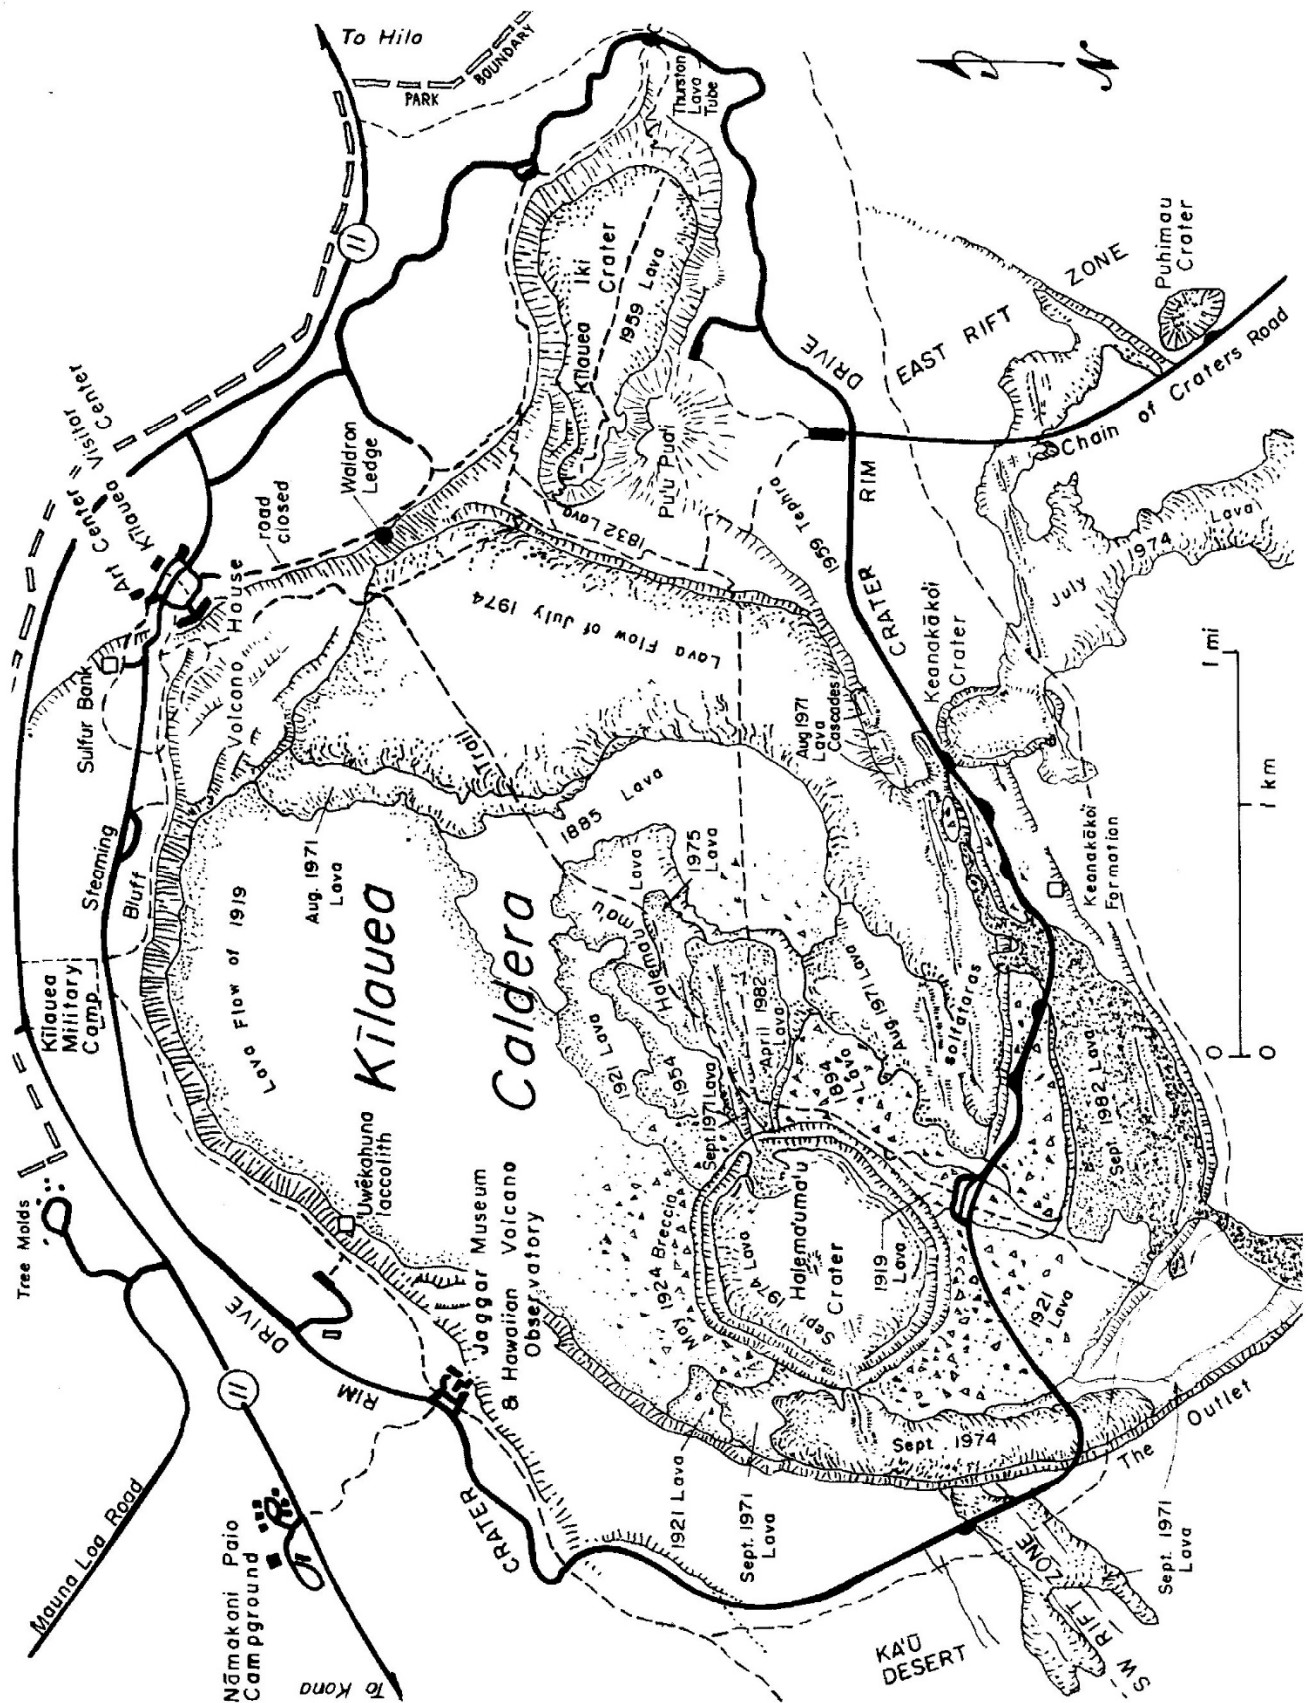 To Hilo
PARK
BOUNDARY
11
Thurston
Lava
Tube
N
Art Center
Kīlauea
Visitor
Center
Volcano House
road
closed
Waldron
Ledge
Kīlauea
Iki
Crater
1959 Lava
Pu'u Pua'i
1832 Lava
1959 Tephra
CRATER
RIM
DRIVE
EAST RIFT
ZONE
Puhimau
Crater
Chain of Craters Road
July
1974
Lava
Keanakāko'i
Crater
Keanakāko'i
Formation
1 mi
1 km
0
0
Sulfur Bank
Steaming
Bluff
Kīlauea
Military
Camp
Lava Flow of July 1974
Trail
Aug. 1971
Lava
Lava Flow of 1919
Kīlauea
Caldera
1885 Lava
1975
Lava
Halemau'mau
Lava
Aug 1971
Lava
Cascades
1921 Lava
1954
Sept. 1971 Lava
April 1982
Lava
1894
Lava
Aug. 1971 Lava
solfataras
Sept. 1982 Lava
'Uwēkahuna
laccolith
Jaggar Museum
& Hawaiian Volcano
Observatory
May 1924 Breccia
Sept 1974 Lava
Halema'uma'u
Crater
1919
Lava
1921
Lava
Sept. 1974
The Outlet
1921 Lava
Sept. 1971
Lava
Sept. 1971
Lava
SW RIFT ZONE
KA'Ū
DESERT
CRATER
RIM
DRIVE
Tree Molds
Mauna Loa Road
11
Nāmakani Paio
Campground
To Kona